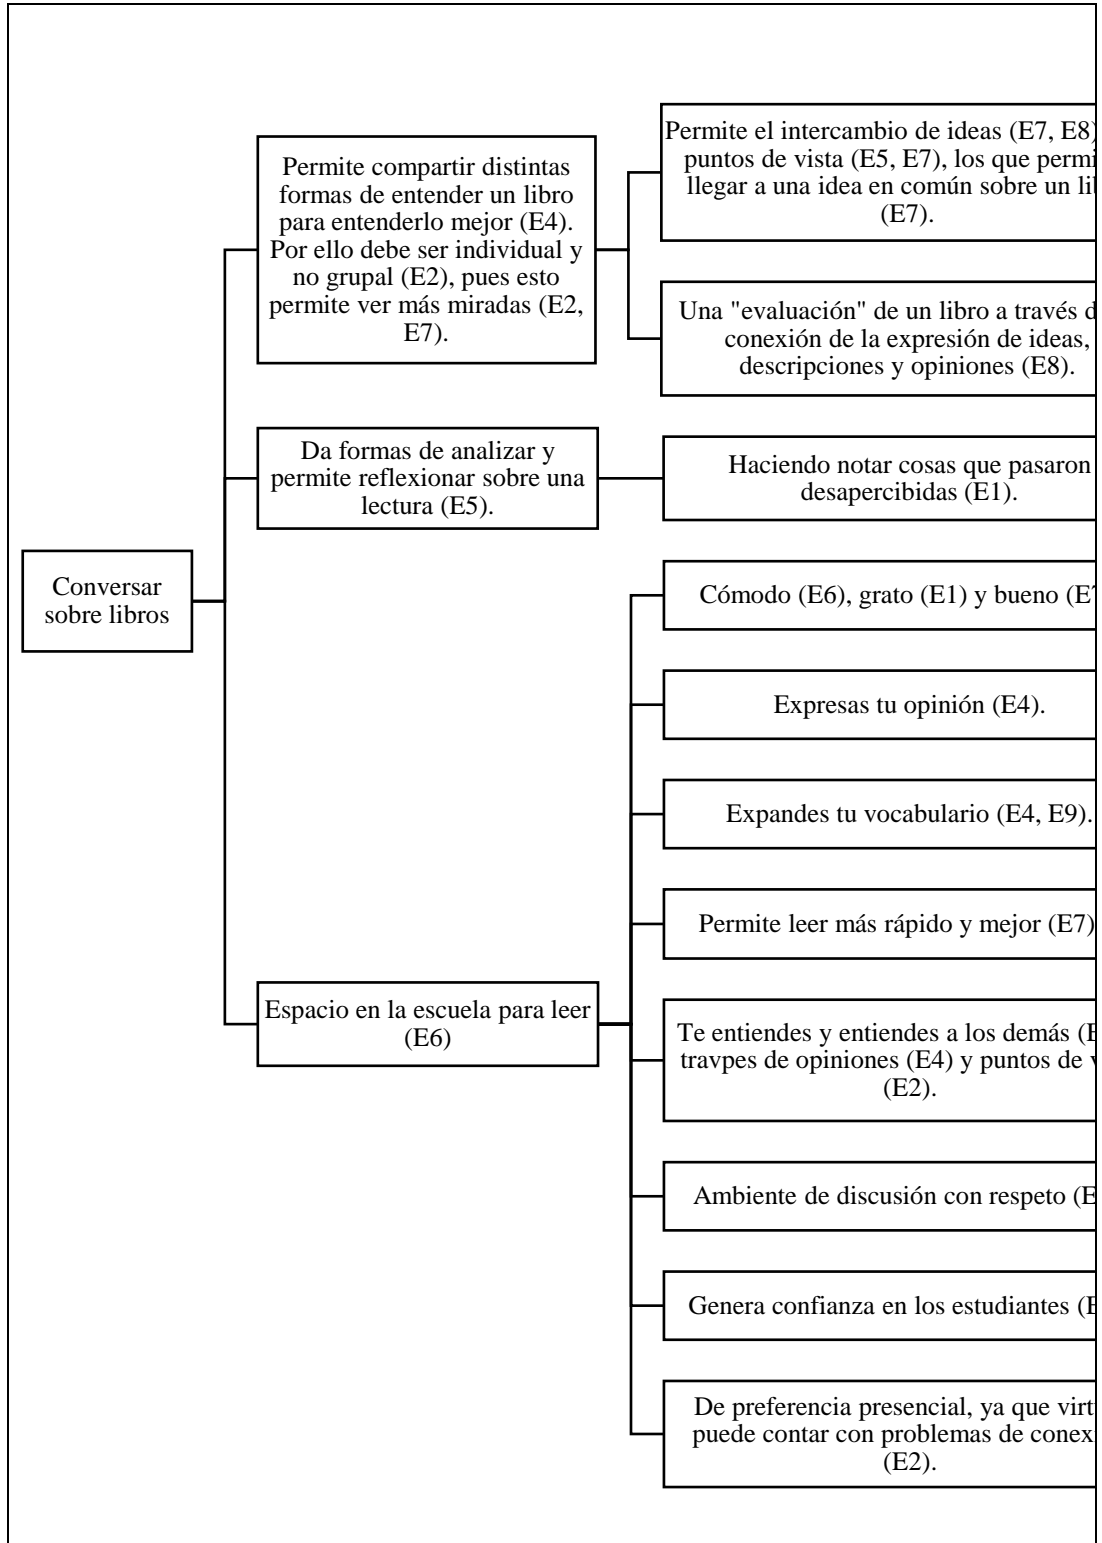 Conversar
sobre libros
Permite compartir distintas
formas de entender un libro
para entenderlo mejor (E4).
Por ello debe ser individual y
no grupal (E2), pues esto
permite ver más miradas (E2,
E7).
Permite el intercambio de ideas (E7, E8)
puntos de vista (E5, E7), los que
llegar a una idea en común sobre un
(E7).
Una "evaluación" de un libro a través
conexión de la expresión de ideas,
descripciones y opiniones (E8).
Da formas de analizar y
permite reflexionar sobre una
lectura (E5).
Haciendo notar cosas que pasaron
desapercibidas (E1).
Espacio en la escuela para leer
(E6)
Cómodo (E6), grato (E1) y bueno
Expresas tu opinión (E4).
Expandes tu vocabulario (E4, E9).
Permite leer más rápido y mejor (E7)
Te entiendes y entiendes a los demás
travpes de opiniones (E4) y puntos de
(E2).
Ambiente de discusión con respeto
Genera confianza en los estudiantes
De preferencia presencial, ya que
puede contar con problemas de
(E2).